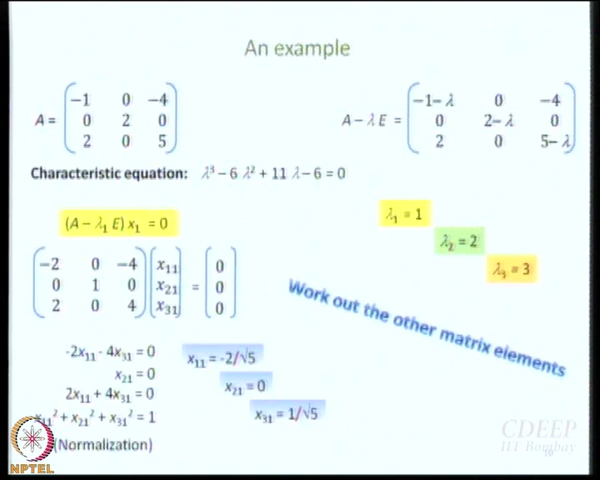 An example
A = ( −1 0 −4
0 2 0
2 0 5 )
A − λ E = ( −1− λ 0 −4
0 2− λ 0
2 0 5− λ )
Characteristic equation: λ³ − 6 λ² + 11 λ − 6 = 0
(A − λ₁ E) x₁ = 0
λ₁ = 1
λ₂ = 2
λ₃ = 3
( −2 0 −4
0 1 0
2 0 4 ) ( x₁₁
x₂₁
x₃₁ ) = ( 0
0
0 )
Work out the other matrix elements
-2x₁₁ - 4x₃₁ = 0
x₂₁ = 0
2x₁₁ + 4x₃₁ = 0
x₁₁² + x₂₁² + x₃₁² = 1
(Normalization)
x₁₁ = -2/√5
x₂₁ = 0
x₃₁ = 1/√5
NPTEL
CDEEP
IIT Bombay